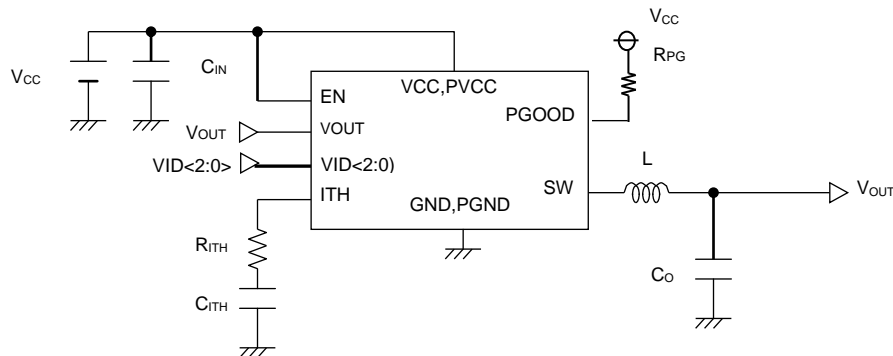 VCC
RPG
VCC
CIN
VCC,PVCC
EN
PGOOD
VOUT
VOUT
VID<2:0>
VID<2:0)
L
ITH
SW
VOUT
GND,PGND
RITH
CO
CITH